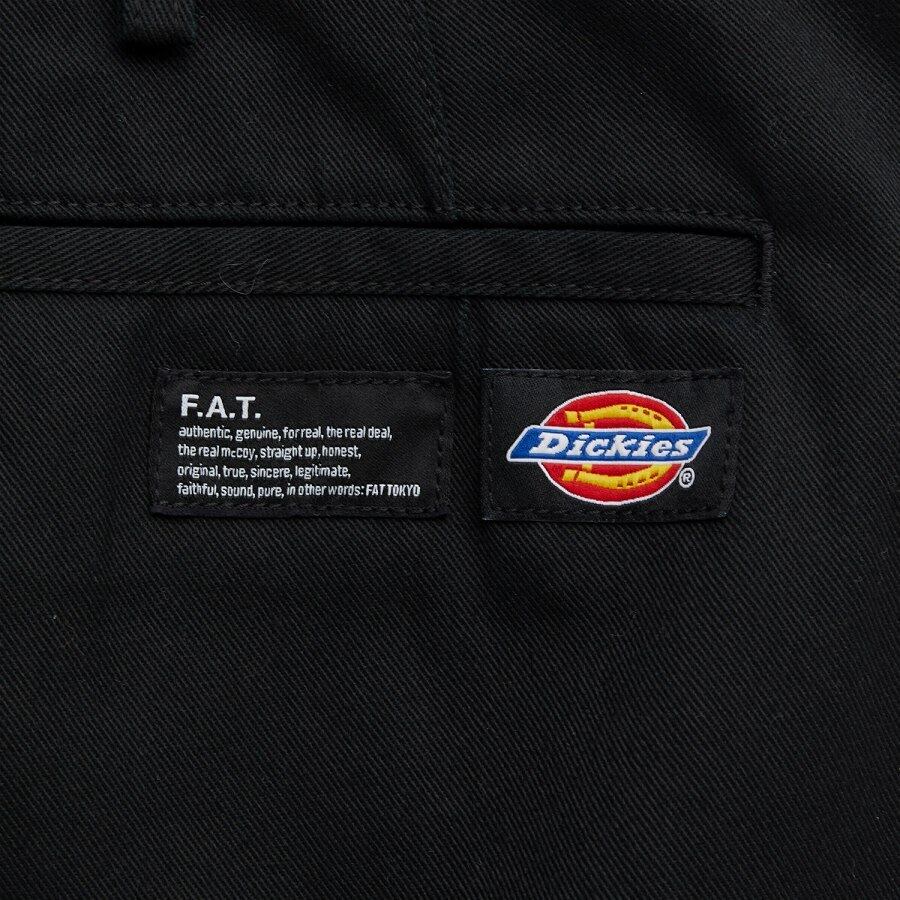 F.A.T.
authentic, genuine, for real, the real deal,
the real mccoy, straight up, honest,
original, true, sincere, legitimate,
faithful, sound, pure, in other words: FAT TOKYO
Dickies
®